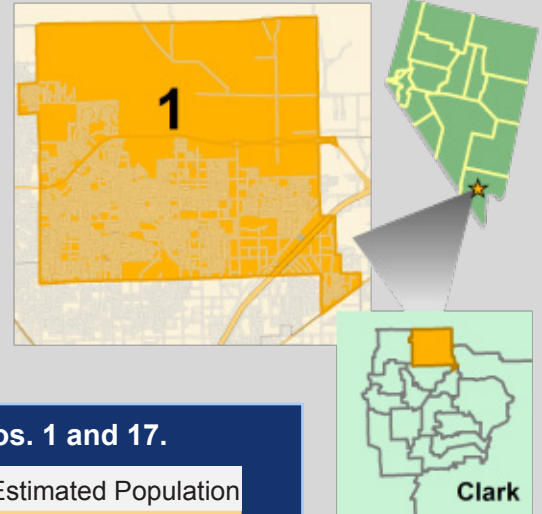 1
Clark
os. 1 and 17.
Estimated Population